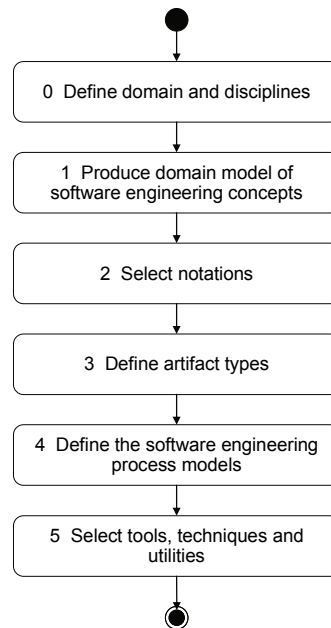 0 Define domain and disciplines
1 Produce domain model of
software engineering concepts
2 Select notations
3 Define artifact types
4 Define the software engineering
process models
5 Select tools, techniques and
utilities